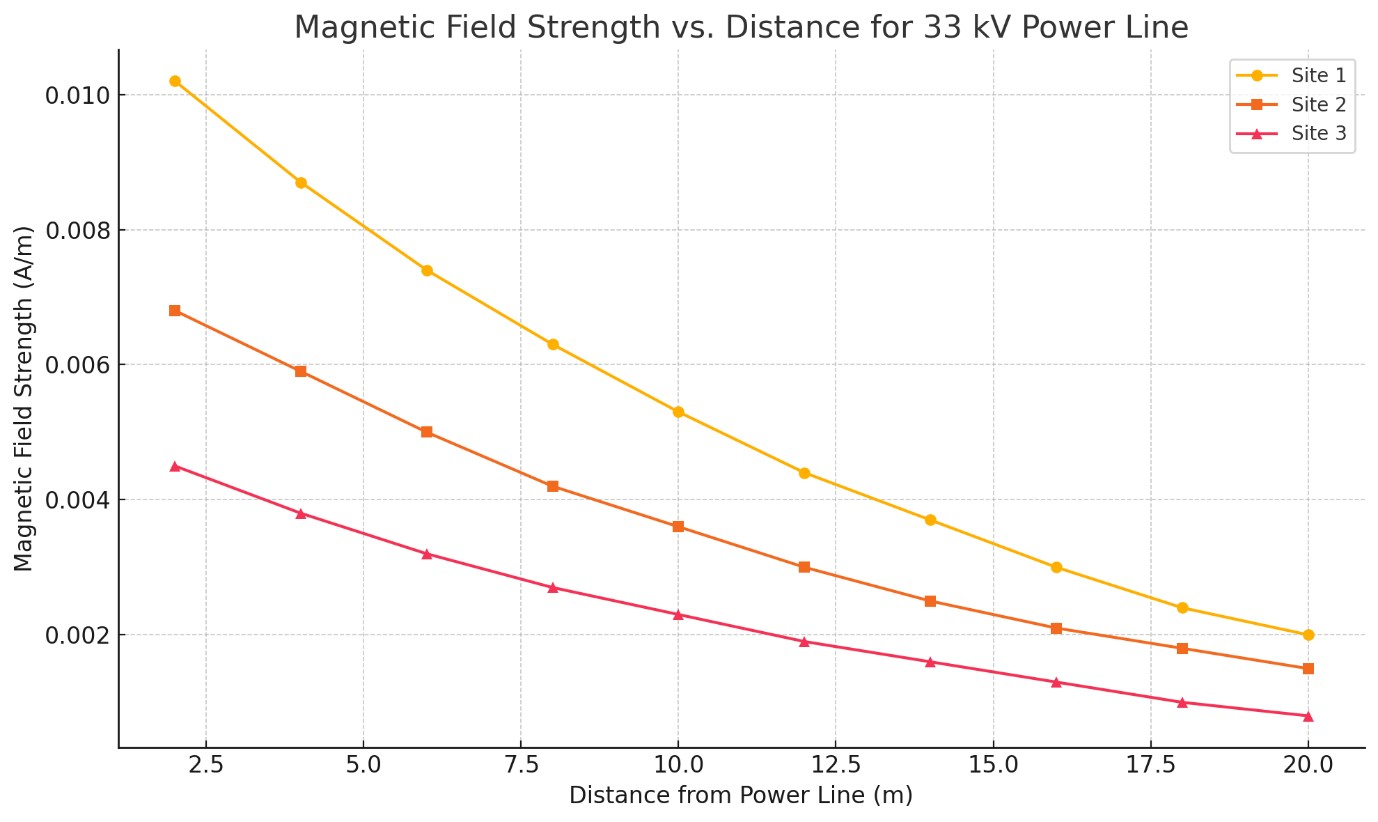 Magnetic Field Strength vs. Distance for 33 kV Power Line
Site 1
Site 2
Site 3
Magnetic Field Strength (A/m)
0.010
0.008
0.006
0.004
0.002
2.5 5.0 7.5 10.0 12.5 15.0 17.5 20.0
Distance from Power Line (m)